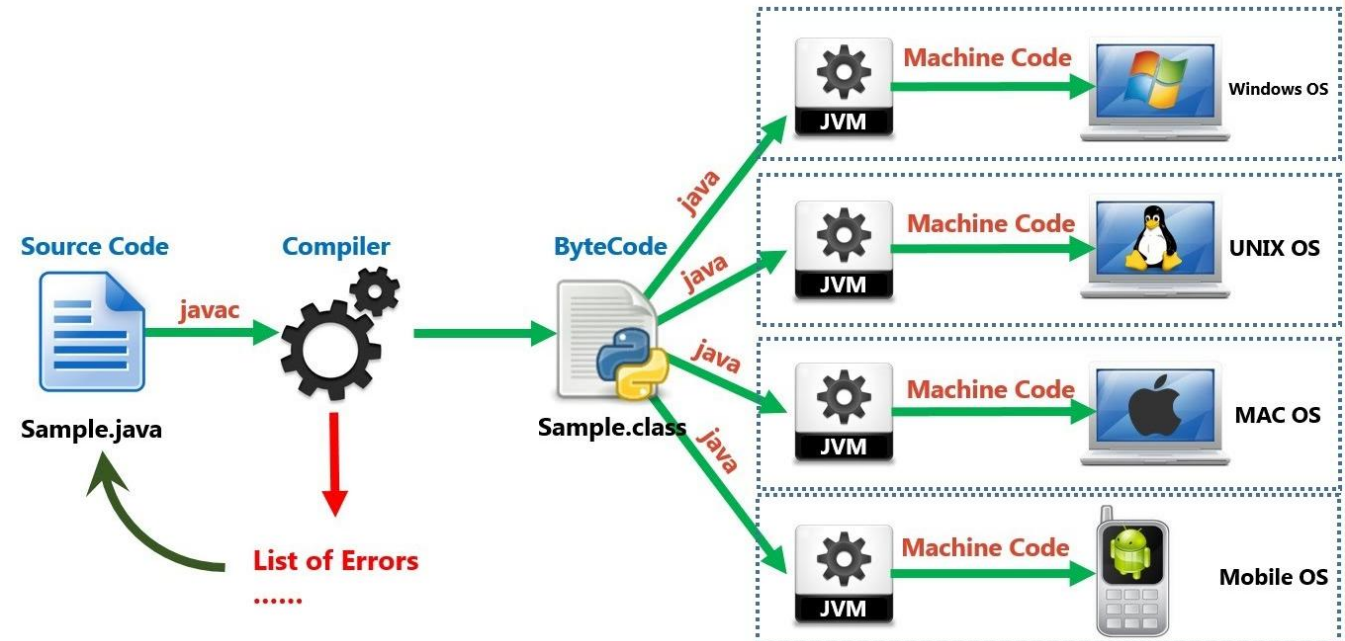 Source Code
javac
Sample.java
Compiler
List of Errors
......
ByteCode
Sample.class
java
java
java
java
JVM
Machine Code
Windows OS
JVM
Machine Code
UNIX OS
JVM
Machine Code
MAC OS
JVM
Machine Code
Mobile OS